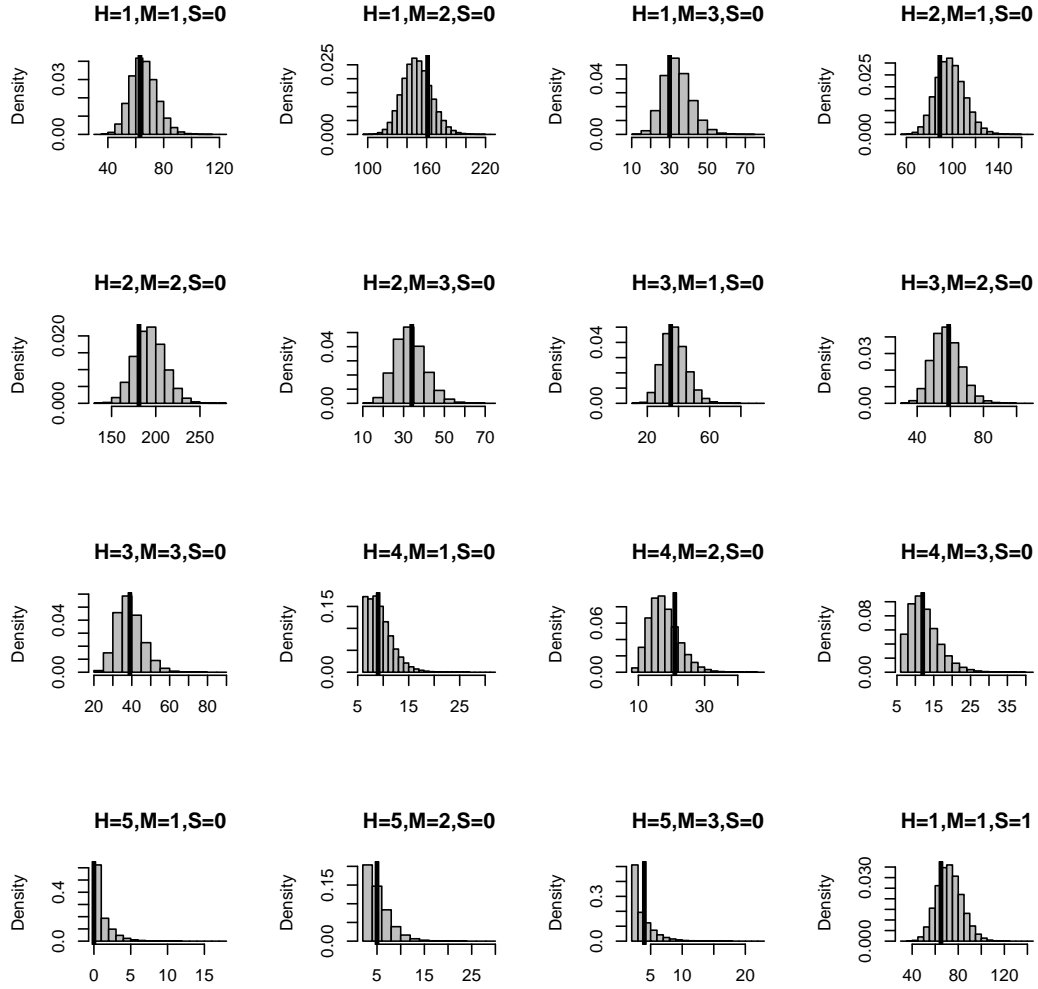 H=1,M=1,S=0 H=1,M=2,S=0 H=1,M=3,S=0 H=2,M=1,S=0
Density 0.00 0.03 Density 0.000 0.025 Density 0.00 0.04 Density 0.000 0.025
40 80 120 100 160 220 10 30 50 70 60 100 140
H=2,M=2,S=0 H=2,M=3,S=0 H=3,M=1,S=0 H=3,M=2,S=0
Density 0.000 0.020 Density 0.00 0.04 Density 0.00 0.04 Density 0.00 0.03
150 200 250 10 30 50 70 20 60 40 80
H=3,M=3,S=0 H=4,M=1,S=0 H=4,M=2,S=0 H=4,M=3,S=0
Density 0.00 0.04 Density 0.00 0.15 Density 0.00 0.06 Density 0.00 0.08
20 40 60 80 5 15 25 10 30 5 15 25 35
H=5,M=1,S=0 H=5,M=2,S=0 H=5,M=3,S=0 H=1,M=1,S=1
Density 0.0 0.4 Density 0.00 0.15 Density 0.0 0.3 Density 0.000 0.030
0 5 10 15 5 15 25 5 10 20 40 80 120